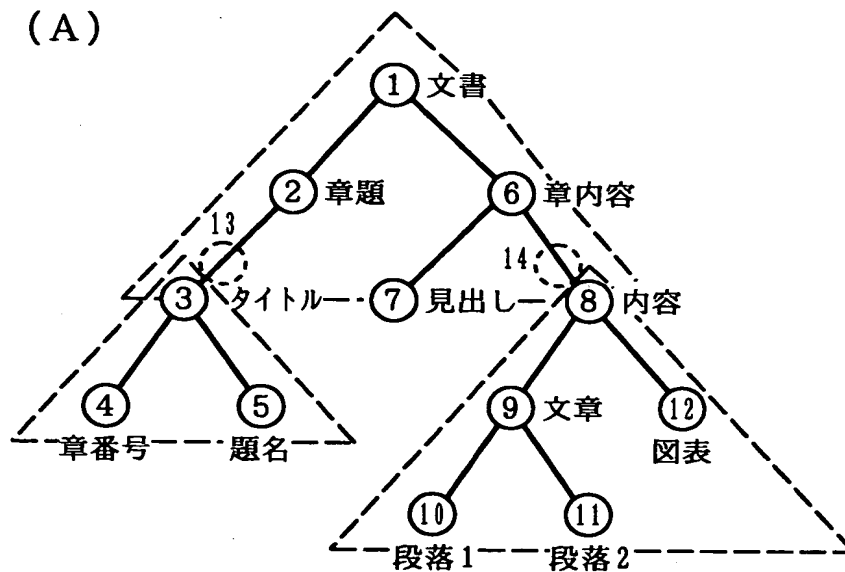 (A)
① 文書
② 章題
⑥ 章内容
13
14
③ タイトル
⑦ 見出し
⑧ 内容
④
⑤
⑨ 文章
⑫
章番号
題名
図表
⑩
⑪
段落1
段落2